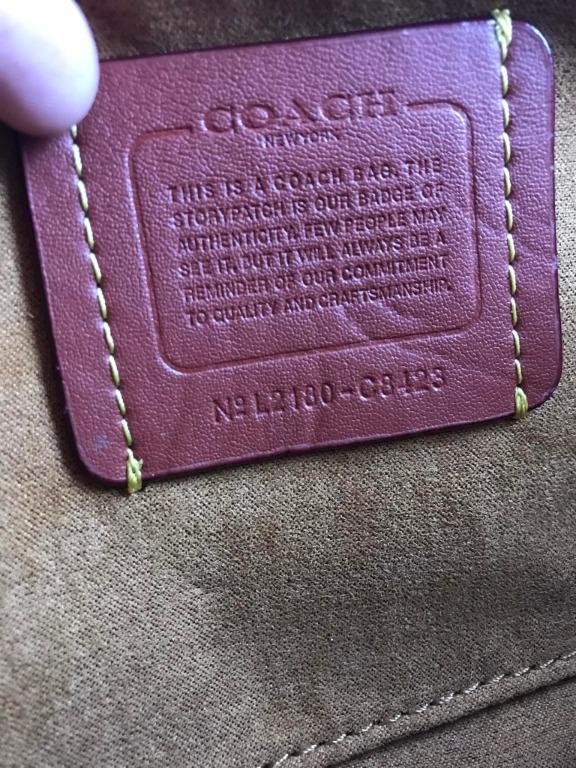 COACH
NEW YORK
THIS IS A COACH BAG. THE
STORYPATCH IS OUR BADGE OF
AUTHENTICITY. FEW PEOPLE MAY
SEE IT, BUT IT WILL ALWAYS BE A
REMINDER OF OUR COMMITMENT
TO QUALITY AND CRAFTSMANSHIP.
Nº L2180-C8423